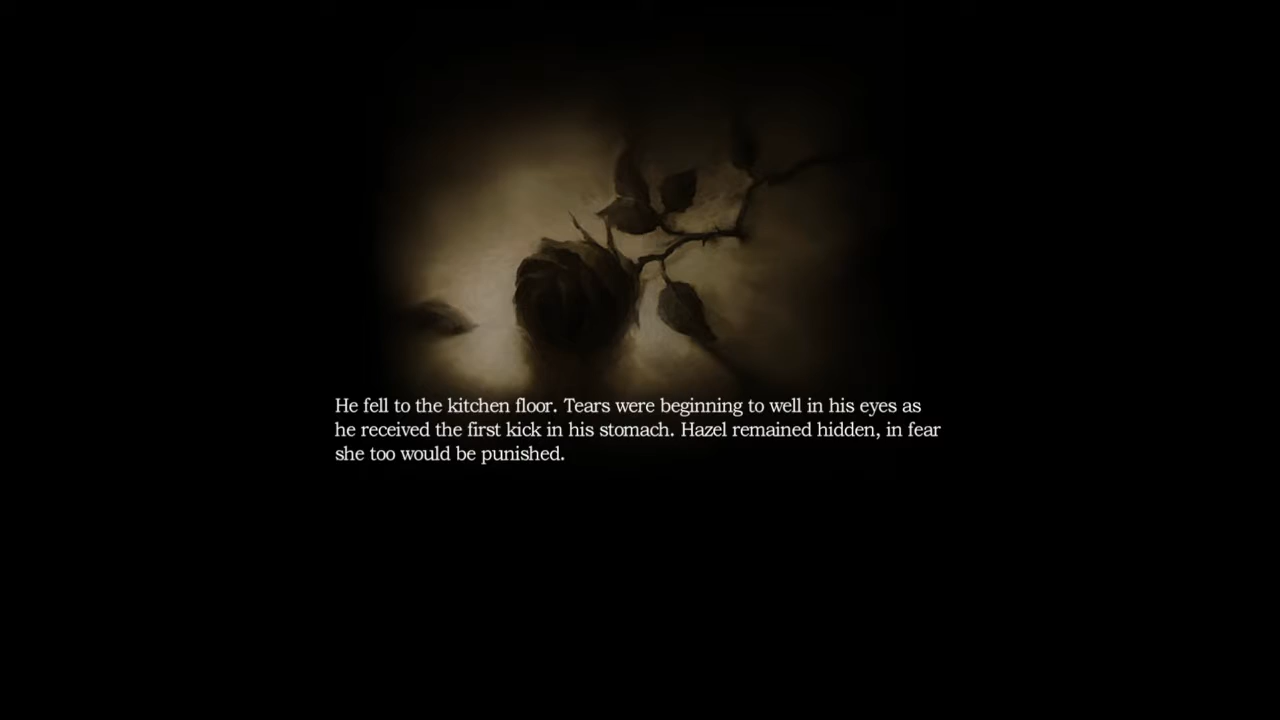 He fell to the kitchen floor. Tears were beginning to well in his eyes as
he received the first kick in his stomach. Hazel remained hidden, in fear
she too would be punished.